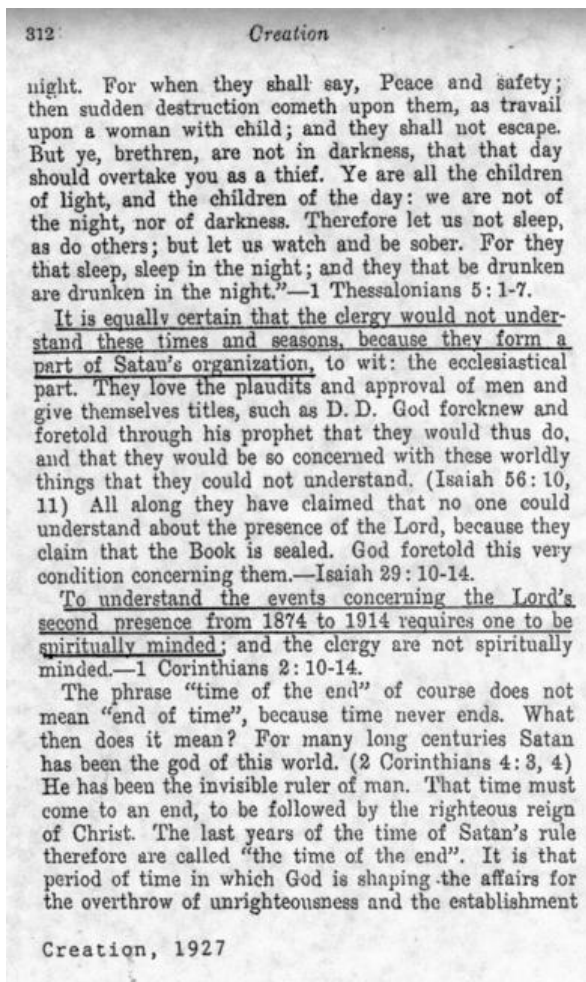 312 Creation
night. For when they shall say, Peace and safety;
then sudden destruction cometh upon them, as travail
upon a woman with child; and they shall not escape.
But ye, brethren, are not in darkness, that that day
should overtake you as a thief. Ye are all the children
of light, and the children of the day: we are not of
the night, nor of darkness. Therefore let us not sleep,
as do others; but let us watch and be sober. For they
that sleep, sleep in the night; and they that be drunken
are drunken in the night."—1 Thessalonians 5:1-7.
It is equally certain that the clergy would not under-
stand these times and seasons, because they form a
part of Satan's organization, to wit: the ecclesiastical
part. They love the plaudits and approval of men and
give themselves titles, such as D. D. God foreknew and
foretold through his prophet that they would thus do,
and that they would be so concerned with these worldly
things that they could not understand. (Isaiah 56:10,
11) All along they have claimed that no one could
understand about the presence of the Lord, because they
claim that the Book is sealed. God foretold this very
condition concerning them.—Isaiah 29:10-14.
To understand the events concerning the Lord's
second presence from 1874 to 1914 requires one to be
spiritually minded; and the clergy are not spiritually
minded.—1 Corinthians 2:10-14.
The phrase "time of the end" of course does not
mean "end of time", because time never ends. What
then does it mean? For many long centuries Satan
has been the god of this world. (2 Corinthians 4:3, 4)
He has been the invisible ruler of man. That time must
come to an end, to be followed by the righteous reign
of Christ. The last years of the time of Satan's rule
therefore are called "the time of the end". It is that
period of time in which God is shaping the affairs for
the overthrow of unrighteousness and the establishment
Creation, 1927